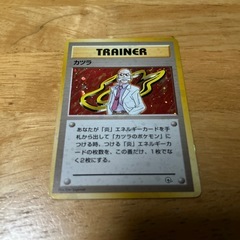 TRAINER
カツラ
あなたが「炎」エネルギーカードを手
札から出して「カツラのポケモン」に
つける時、つける「炎」エネルギーカー
ドの枚数を、この番だけ、1枚でな
く2枚にする。